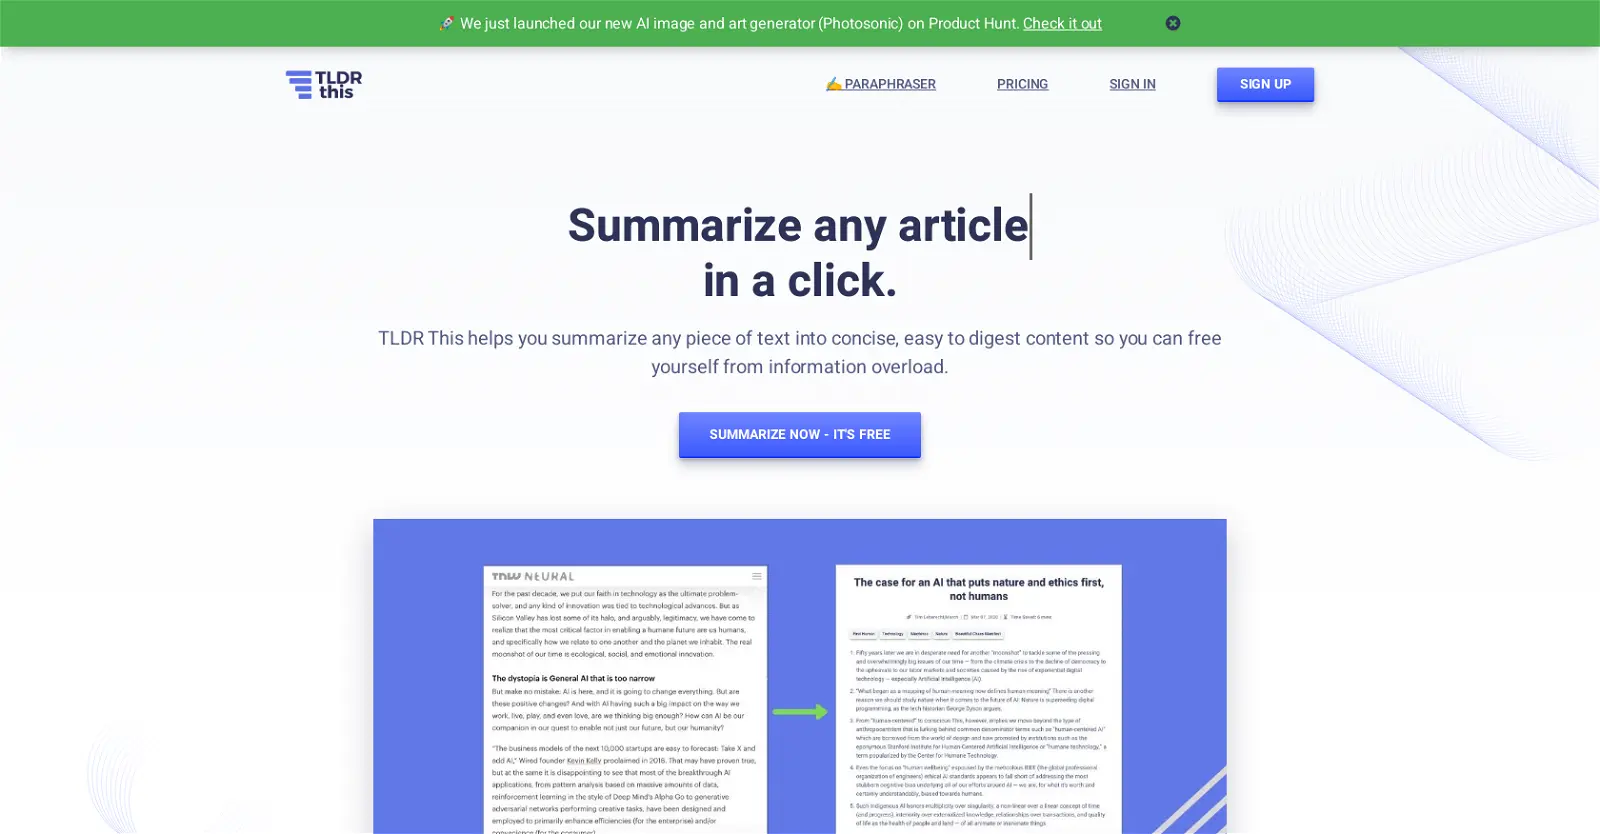 🚀 We just launched our new AI image and art generator (Photosonic) on Product Hunt. Check it out
TLDR
this
✍️ PARAPHRASER
PRICING
SIGN IN
SIGN UP
Summarize any article
in a click.
TLDR This helps you summarize any piece of text into concise, easy to digest content so you can free
yourself from information overload.
SUMMARIZE NOW - IT'S FREE
TNW NEURAL
For the past decade, we put our faith in technology as the ultimate problem-
solver, and any kind of innovation was tied to technological advances. But as
Silicon Valley has lost some of its halo, and arguably, legitimacy, we have come to
realize that the most critical factor in enabling a humane future are us humans,
and specifically how we relate to one another and the planet we inhabit. The real
moonshot of our time is ecological, social, and emotional innovation.
The dystopia is General AI that is too narrow
But make no mistake: AI is here, and it is going to change everything. But are
these positive changes? And with AI having such a big impact on the way we
work, live, play, and even love, are we thinking big enough? How can AI be our
companion in our quest to enable not just our future, but our humanity?
"The business models of the next 10,000 startups are easy to forecast: Take X and
add AI," Wired founder Kevin Kelly proclaimed in 2016. That may have proven true,
but at the same it is disappointing to see that most of the breakthrough AI
applications, from pattern analysis based on massive amounts of data,
reinforcement learning in the style of Deep Mind's Alpha Go to generative
adversarial networks performing creative tasks, have been designed and
employed to primarily enhance efficiencies (for the enterprise) and/or
convenience (for the consumer).
The case for an AI that puts nature and ethics first,
not humans
Technology
Nature
1. Fifty years later we are in desperate need for another "moonshot" to tackle some of the pressing
and overwhelmingly big issues of our time — from the climate crisis to the decline of democracy to
the upheavals to our labor markets and societies caused by the rise of exponential digital
technology — especially Artificial Intelligence (AI).
2. "What began as a mapping of human-meaning now defines human-meaning" There is another
reason we should study nature when it comes to the future of AI: Nature is superseding digital
programming, as the tech historian George Dyson argues.
3. From "human-centered" to conscious This, however, implies we move beyond the type of
anthropocentrism that is lurking behind common denominator terms such as "human-centered AI"
which are borrowed from the world of design and now processed by institutions such as the
eponymous Stanford Institute for Human-Centered Artificial Intelligence or "humane technology," a
term popularized by the Center for Humane Technology.
4. Even the focus on "human wellbeing" espoused by the meticulous IEEE (the global professional
organization of engineers) ethical AI standards appears to fall short of addressing the most
stubborn cognitive bias underlying all of our efforts around AI — we are, for what it's worth and
certainly understandably, biased towards humans.
5. Such Indigenous AI honors multiplicity over singularity, a non-linear over a linear concept of time
(and progress), interiority over externalized knowledge, relationships over transactions, and quality
of life as the health of people and land — of all animate or inanimate things.